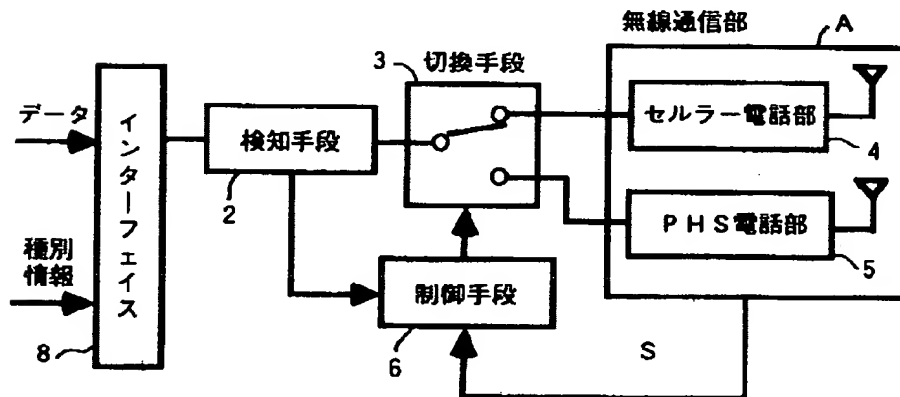 無線通信部
A
3
切換手段
データ
インターフェイス
検知手段
2
セルラー電話部
4
PHS電話部
5
種別
情報
制御手段
6
8
S